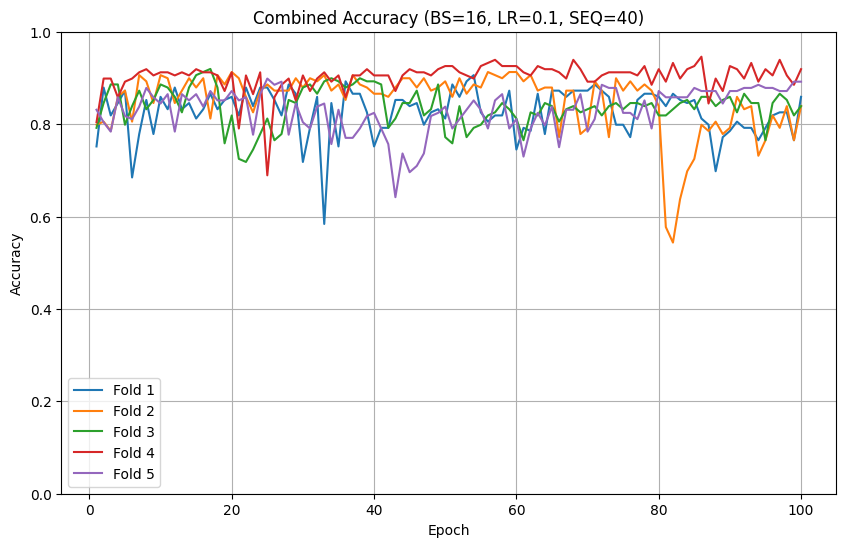 Combined Accuracy (BS=16, LR=0.1, SEQ=40)
1.0
0.8
0.6
0.4
0.2
0.0
Accuracy
Fold 1
Fold 2
Fold 3
Fold 4
Fold 5
0 20 40 60 80 100
Epoch